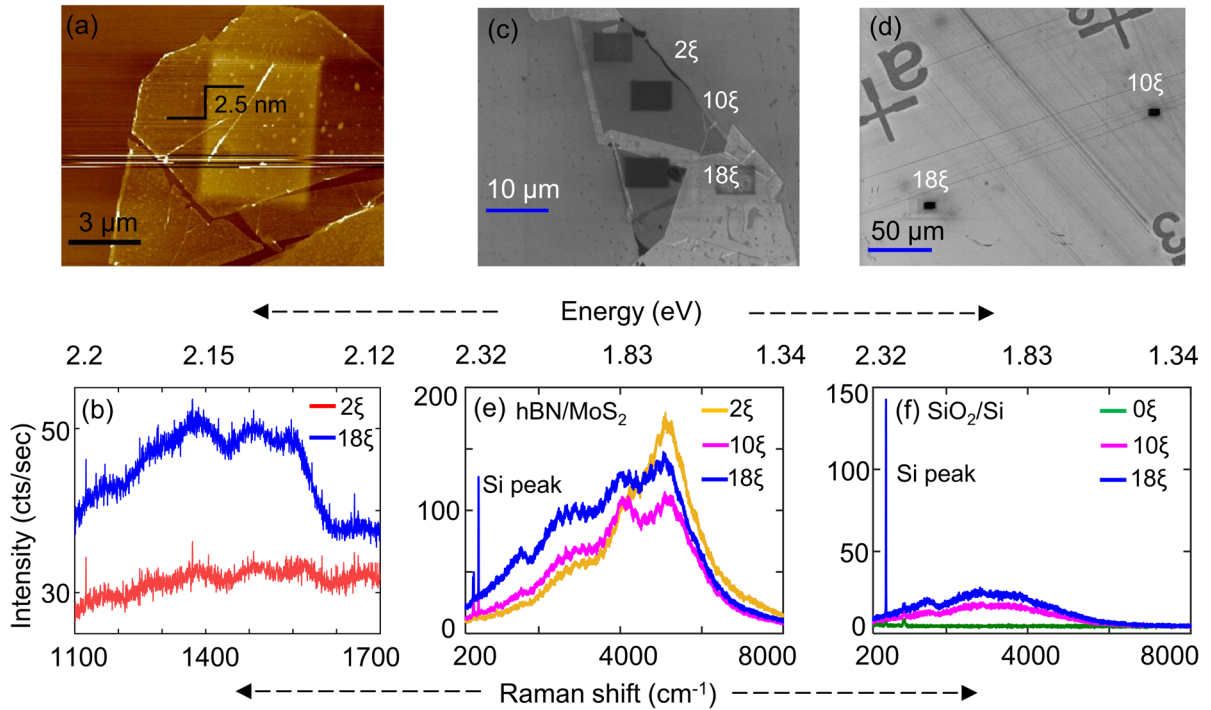 (a)
2.5 nm
3 μm
(c)
2ξ
10ξ
18ξ
10 μm
(d)
a+
10ξ
18ξ
50 μm
3
Energy (eV)
2.2 2.15 2.12
2.32 1.83 1.34
2.32 1.83 1.34
Intensity (cts/sec)
(b)
2ξ
18ξ
50
30
1100 1400 1700
(e) hBN/MoS2
2ξ
10ξ
18ξ
Si peak
200
100
0
200 4000 8000
(f) SiO2/Si
0ξ
10ξ
18ξ
Si peak
150
100
50
0
200 4000 8000
Raman shift (cm-1)